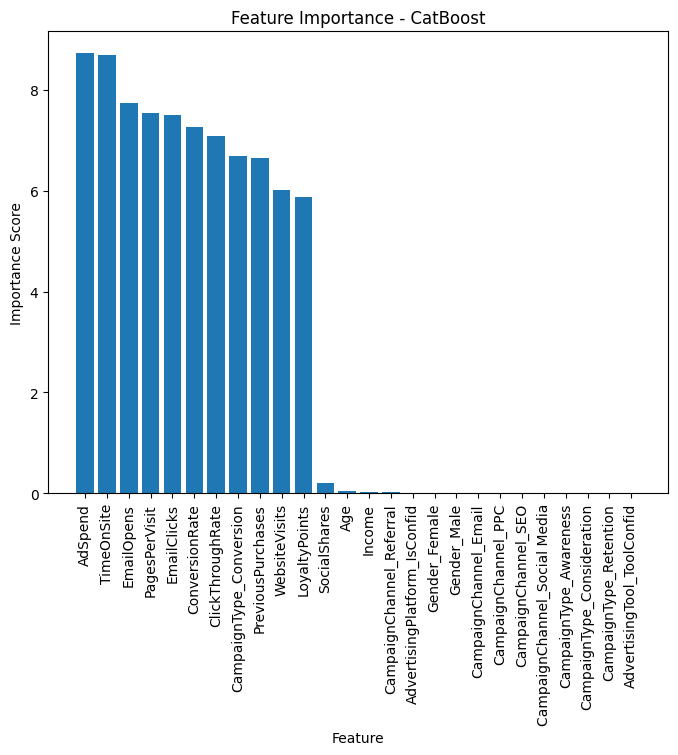 Feature Importance - CatBoost
Importance Score
8
6
4
2
0
AdSpend
TimeOnSite
EmailOpens
PagesPerVisit
EmailClicks
ConversionRate
ClickThroughRate
CampaignType_Conversion
PreviousPurchases
WebsiteVisits
LoyaltyPoints
SocialShares
Age
Income
CampaignChannel_Referral
AdvertisingPlatform_IsConfid
Gender_Female
Gender_Male
CampaignChannel_Email
CampaignChannel_PPC
CampaignChannel_SEO
CampaignChannel_Social Media
CampaignType_Awareness
CampaignType_Consideration
CampaignType_Retention
AdvertisingTool_ToolConfid
Feature